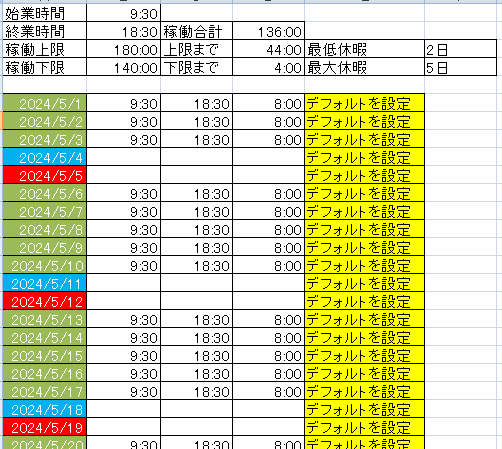 始業時間 9:30
終業時間 18:30 稼働合計 136:00
稼働上限 180:00 上限まで 44:00 最低休暇 2日
稼働下限 140:00 下限まで 4:00 最大休暇 5日
2024/5/1 9:30 18:30 8:00 デフォルトを設定
2024/5/2 9:30 18:30 8:00 デフォルトを設定
2024/5/3 9:30 18:30 8:00 デフォルトを設定
2024/5/4 デフォルトを設定
2024/5/5 デフォルトを設定
2024/5/6 9:30 18:30 8:00 デフォルトを設定
2024/5/7 9:30 18:30 8:00 デフォルトを設定
2024/5/8 9:30 18:30 8:00 デフォルトを設定
2024/5/9 9:30 18:30 8:00 デフォルトを設定
2024/5/10 9:30 18:30 8:00 デフォルトを設定
2024/5/11 デフォルトを設定
2024/5/12 デフォルトを設定
2024/5/13 9:30 18:30 8:00 デフォルトを設定
2024/5/14 9:30 18:30 8:00 デフォルトを設定
2024/5/15 9:30 18:30 8:00 デフォルトを設定
2024/5/16 9:30 18:30 8:00 デフォルトを設定
2024/5/17 9:30 18:30 8:00 デフォルトを設定
2024/5/18 デフォルトを設定
2024/5/19 デフォルトを設定
2024/5/20 9:30 18:30 8:00 デフォルトを設定